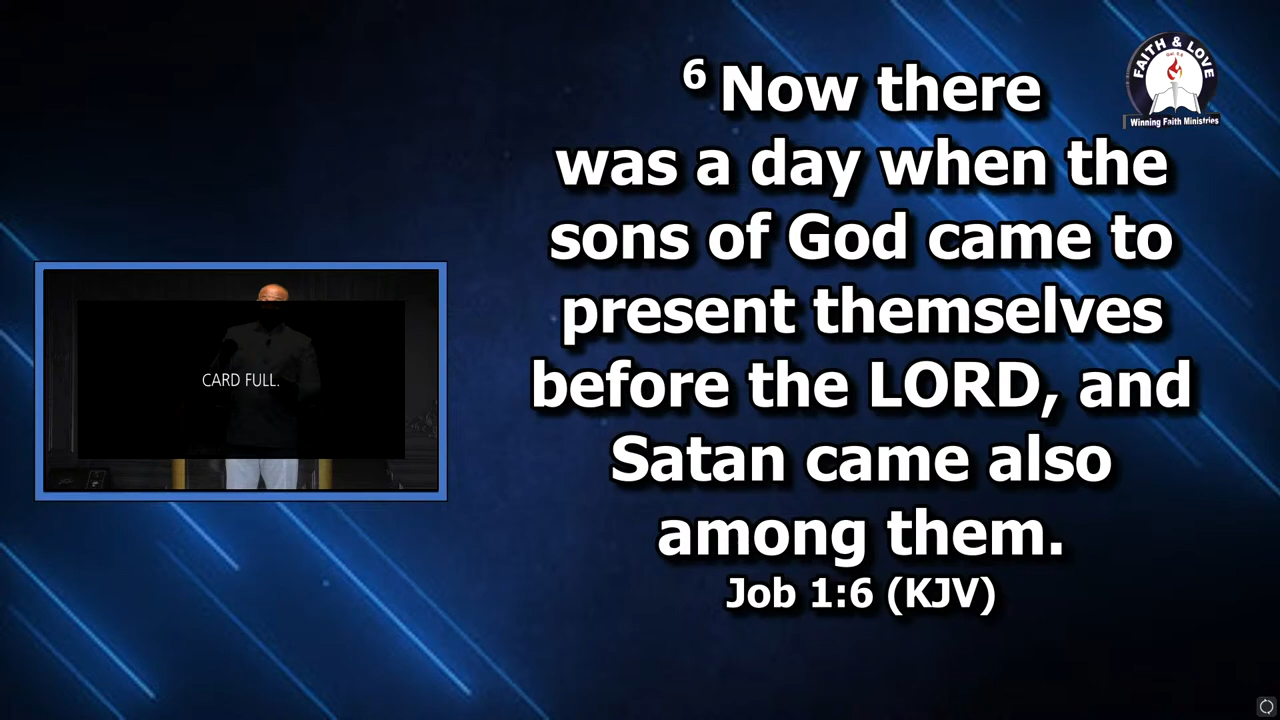 6 Now there
was a day when the
sons of God came to
present themselves
before the LORD, and
Satan came also
among them.
Job 1:6 (KJV)
CARD FULL.
FAITH & LOVE
Winning Faith Ministries